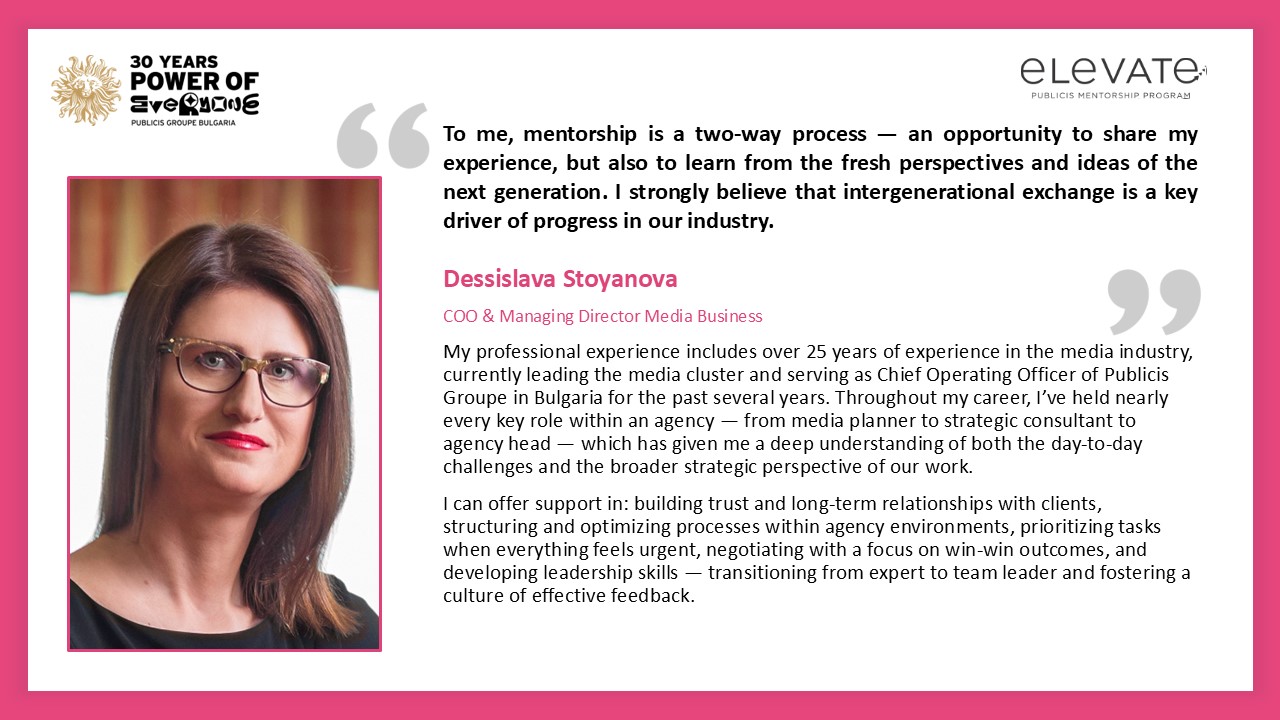 30 YEARS
POWER OF
EVERYONE
PUBLICIS GROUPE BULGARIA
ELEVATE
PUBLICIS MENTORSHIP PROGRAM
“
To me, mentorship is a two-way process — an opportunity to share my
experience, but also to learn from the fresh perspectives and ideas of the
next generation. I strongly believe that intergenerational exchange is a key
driver of progress in our industry.
”
Dessislava Stoyanova
COO & Managing Director Media Business
My professional experience includes over 25 years of experience in the media industry,
currently leading the media cluster and serving as Chief Operating Officer of Publicis
Groupe in Bulgaria for the past several years. Throughout my career, I’ve held nearly
every key role within an agency — from media planner to strategic consultant to
agency head — which has given me a deep understanding of both the day-to-day
challenges and the broader strategic perspective of our work.
I can offer support in: building trust and long-term relationships with clients,
structuring and optimizing processes within agency environments, prioritizing tasks
when everything feels urgent, negotiating with a focus on win-win outcomes, and
developing leadership skills — transitioning from expert to team leader and fostering a
culture of effective feedback.